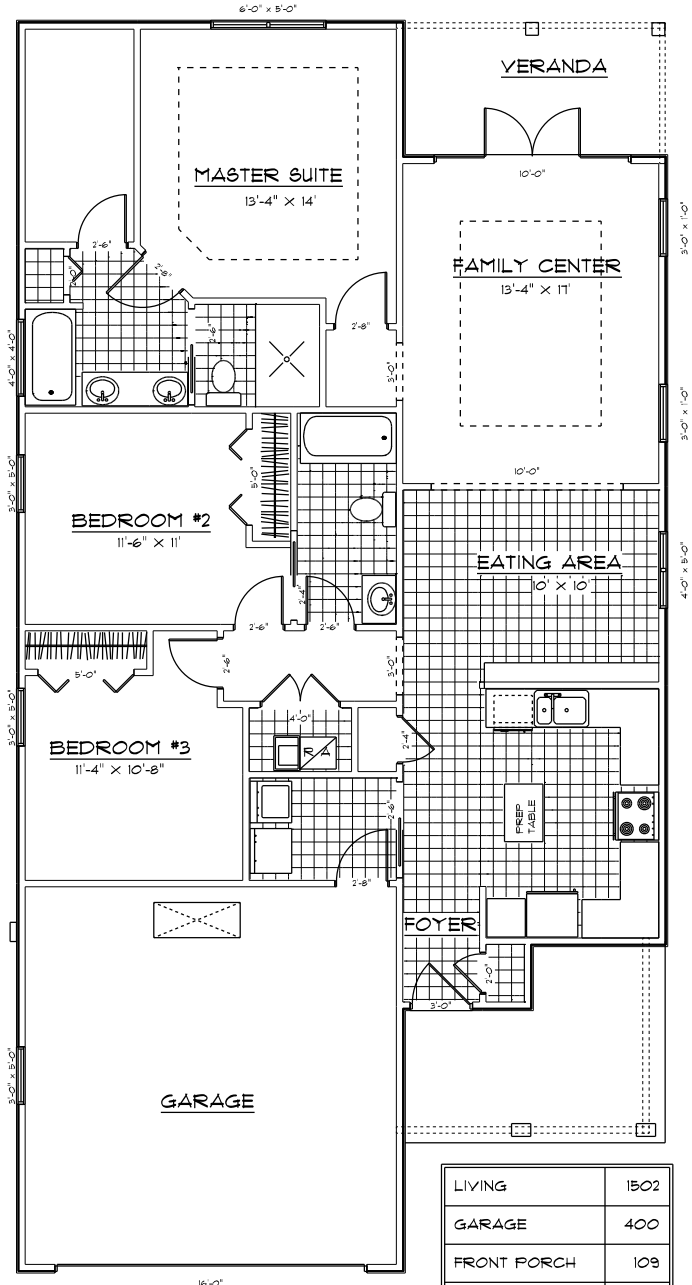 6'-0" x 5'-0"
VERANDA
10'-0"
MASTER SUITE
13'-4" X 14'
3'-0" x 1'-0"
2'-6"
2'-0"
2'-8"
FAMILY CENTER
13'-4" X 17'
2'-6"
2'-8"
4'-0" x 4'-0"
3'-0"
3'-0" x 1'-0"
3'-0" x 5'-0"
5'-0"
10'-0"
BEDROOM #2
11'-6" X 11'
EATING AREA
10' X 10'
4'-0" x 5'-0"
2'-4"
2'-6"
2'-6"
2'-6"
3'-0"
5'-0"
3'-0" x 5'-0"
4'-0"
BEDROOM #3
11'-4" X 10'-8"
R
A
2'-4"
PREP
TABLE
2'-6"
2'-8"
FOYER
2'-0"
3'-0"
3'-0" x 5'-0"
GARAGE
LIVING 1502
GARAGE 400
FRONT PORCH 109
16'-0"